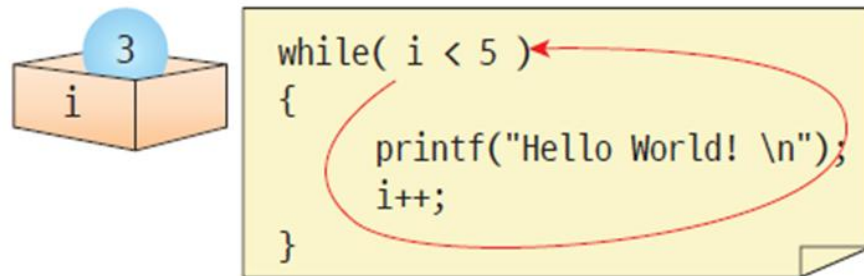 3
i
while( i < 5 )
{
printf("Hello World! \n");
i++;
}